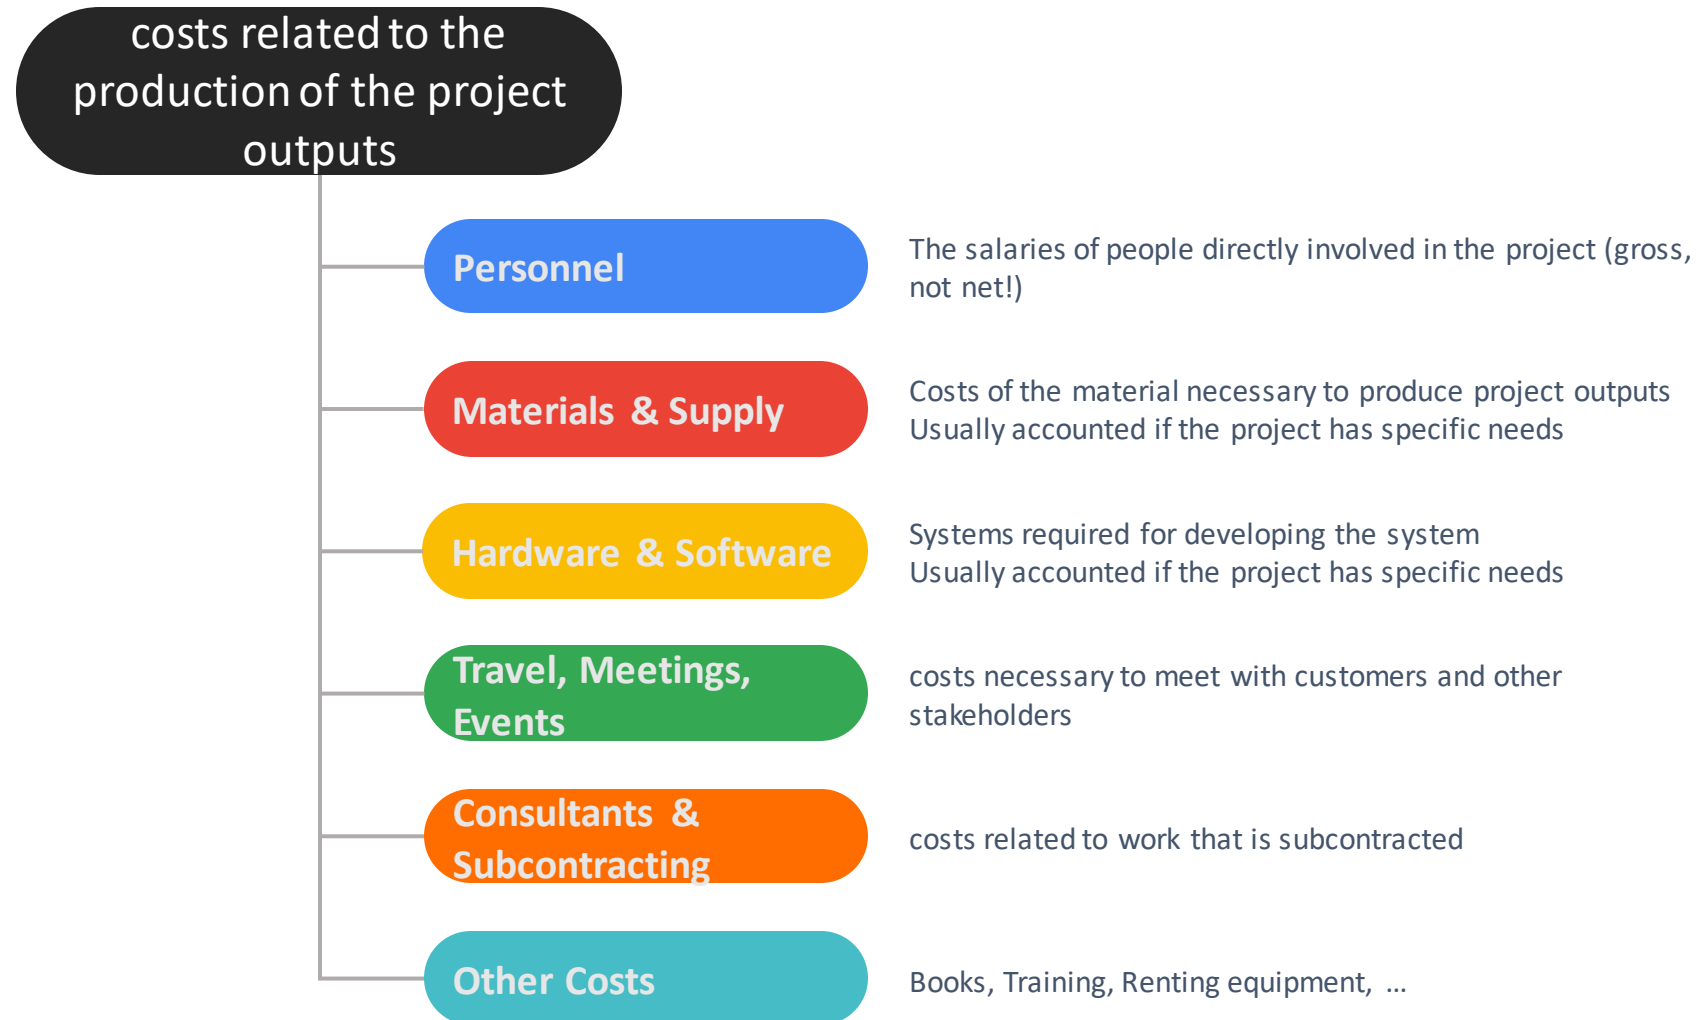 costs related to the
production of the project
outputs
Personnel
The salaries of people directly involved in the project (gross,
not net!)
Materials & Supply
Costs of the material necessary to produce project outputs
Usually accounted if the project has specific needs
Hardware & Software
Systems required for developing the system
Usually accounted if the project has specific needs
Travel, Meetings,
Events
costs necessary to meet with customers and other
stakeholders
Consultants &
Subcontracting
costs related to work that is subcontracted
Other Costs
Books, Training, Renting equipment, ...